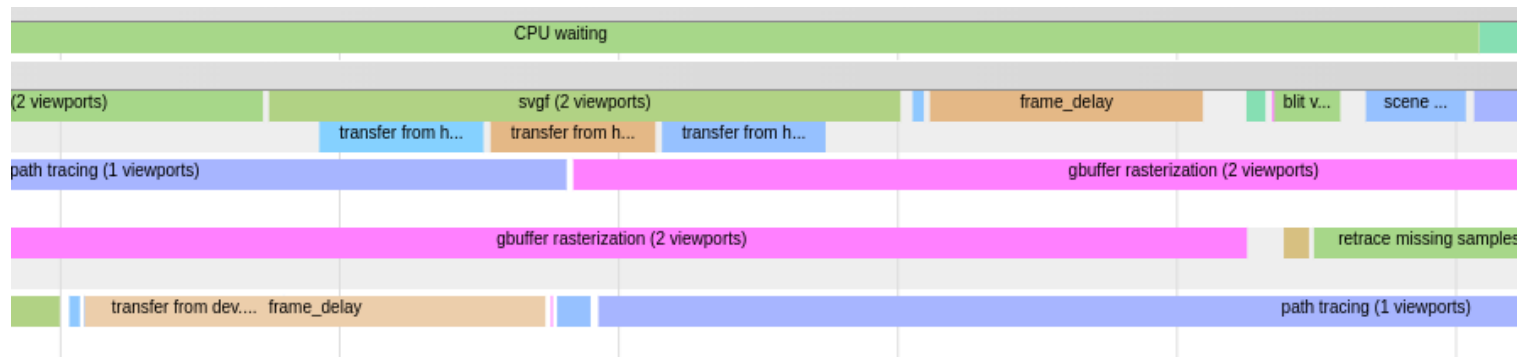 CPU waiting
(2 viewports)
svgf (2 viewports)
frame_delay
blit v...
scene ...
transfer from h...
transfer from h...
transfer from h...
path tracing (1 viewports)
gbuffer rasterization (2 viewports)
gbuffer rasterization (2 viewports)
retrace missing samples
transfer from dev....
frame_delay
path tracing (1 viewports)